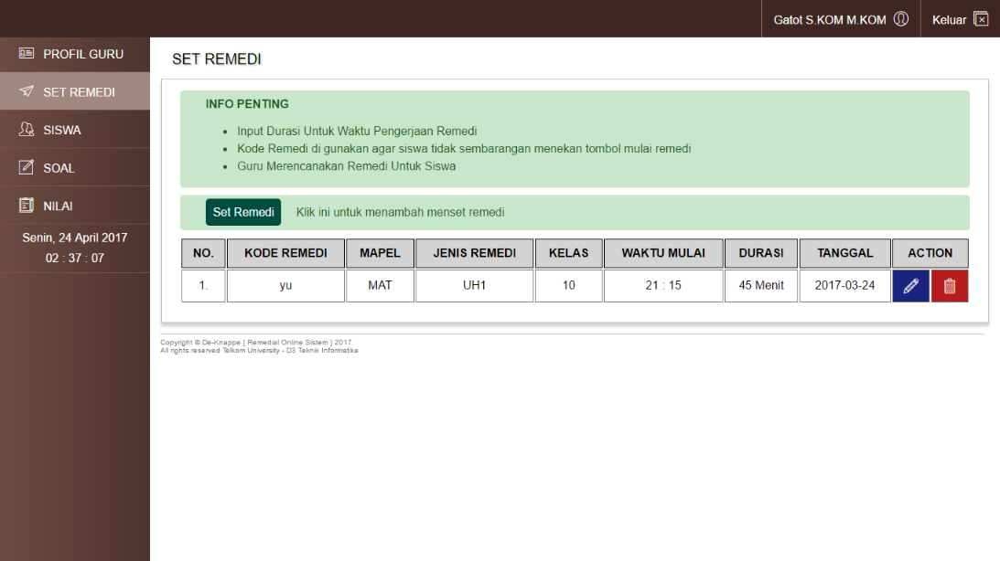 Gatot S.KOM M.KOM
Keluar
PROFIL GURU
SET REMEDI
SISWA
SOAL
NILAI
Senin, 24 April 2017
02 : 37 : 07
SET REMEDI
INFO PENTING
Input Durasi Untuk Waktu Pengerjaan Remedi
Kode Remedi di gunakan agar siswa tidak sembarangan menekan tombol mulai remedi
Guru Merencanakan Remedi Untuk Siswa
Set Remedi Klik ini untuk menambah menset remedi
NO. KODE REMEDI MAPEL JENIS REMEDI KELAS WAKTU MULAI DURASI TANGGAL ACTION
1. yu MAT UH1 10 21 : 15 45 Menit 2017-03-24
Copyright © De-Knappe [ Remedial Online Sistem ] 2017
All rights reserved Telkom University - D3 Teknik Informatika